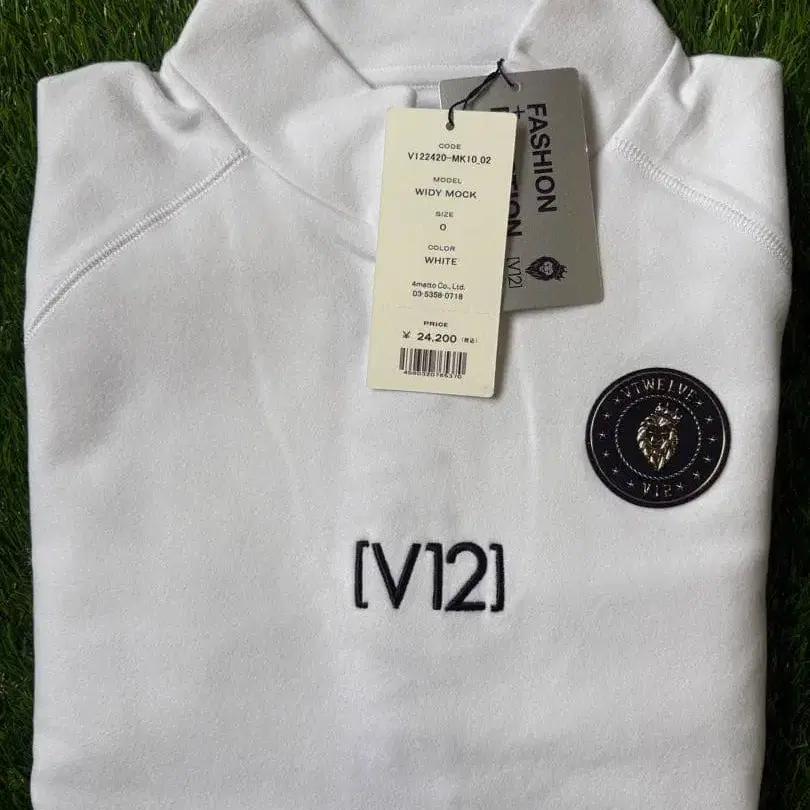 CODE
V122420-MK10_02
MODEL
WIDY MOCK
SIZE
0
COLOR
WHITE
4matto Co., Ltd.
03-5358-0718
PRICE
¥ 24,200 (税込)
FASHION
+
[V12]
VTWELVE
V12
[V12]